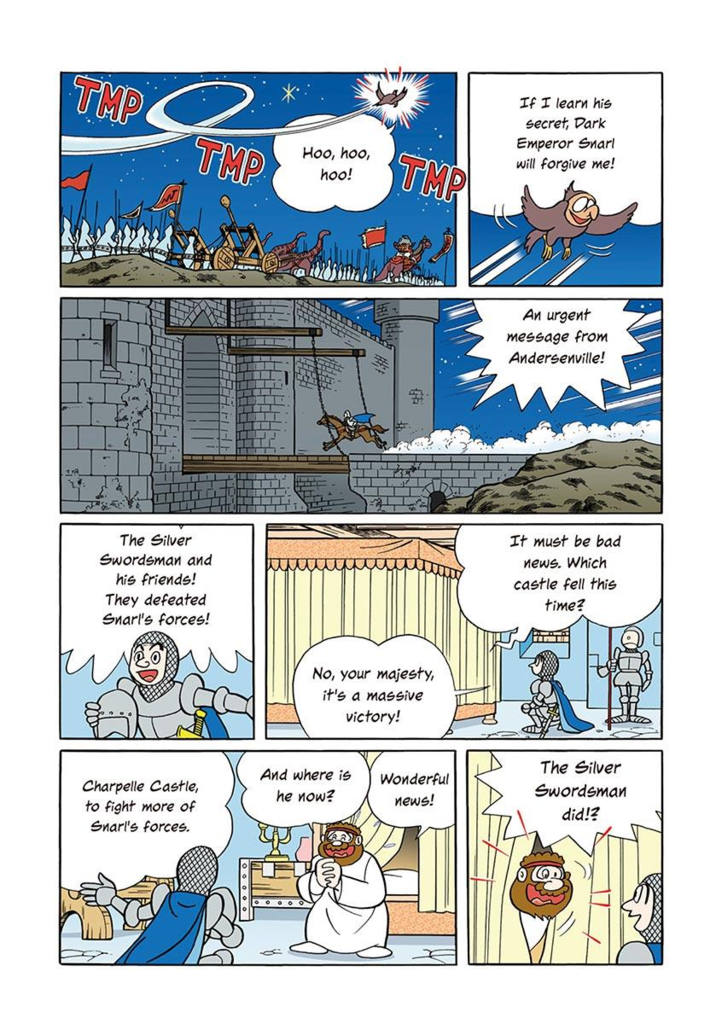 If I learn his
secret, Dark
Emperor Snarl
will forgive me!
TMP
TMP
TMP
Hoo, hoo,
hoo!
An urgent
message from
Andersenville!
It must be bad
news. Which
castle fell this
time?
No, your majesty,
it's a massive
victory!
The Silver
Swordsman and
his friends!
They defeated
Snarl's forces!
The Silver
Swordsman
did!?
Wonderful
news!
And where is
he now?
Charpelle Castle,
to fight more of
Snarl's forces.